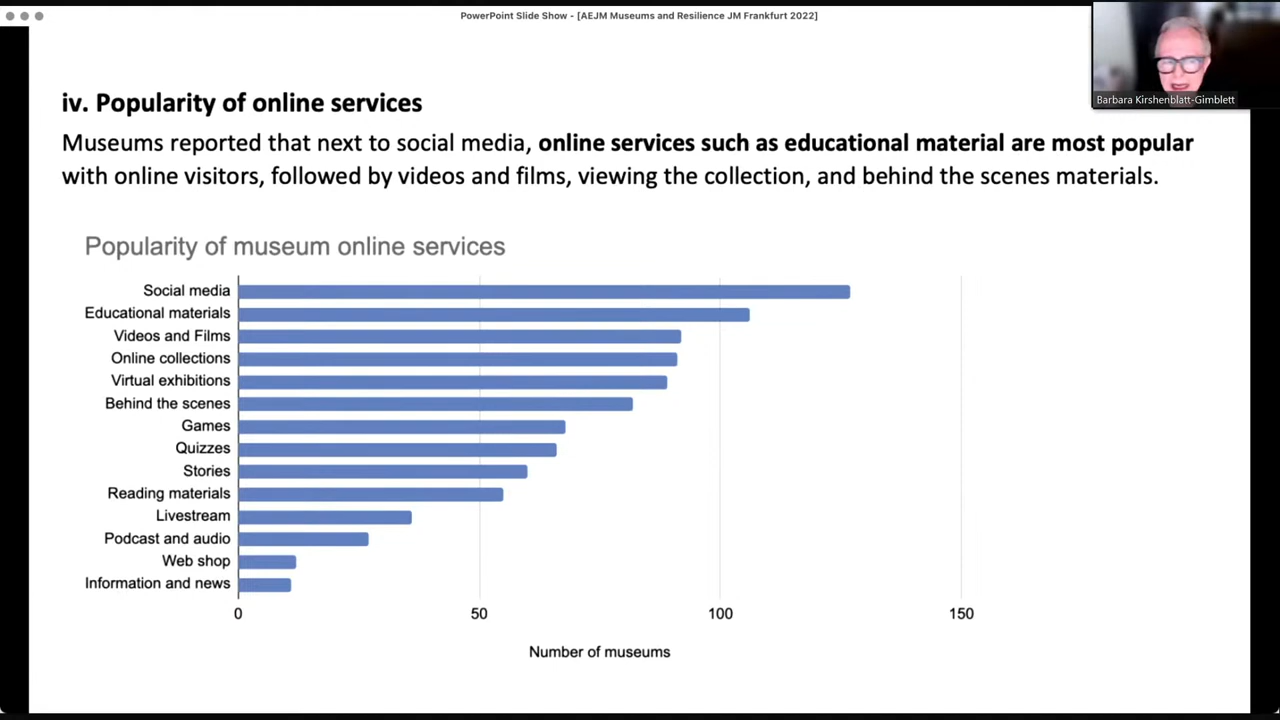 PowerPoint Slide Show - [AEJM Museums and Resilience JM Frankfurt 2022]
Barbara Kirshenblatt-Gimblett
iv. Popularity of online services
Museums reported that next to social media, online services such as educational material are most popular
with online visitors, followed by videos and films, viewing the collection, and behind the scenes materials.
Popularity of museum online services
Social media
Educational materials
Videos and Films
Online collections
Virtual exhibitions
Behind the scenes
Games
Quizzes
Stories
Reading materials
Livestream
Podcast and audio
Web shop
Information and news
0 50 100 150
Number of museums